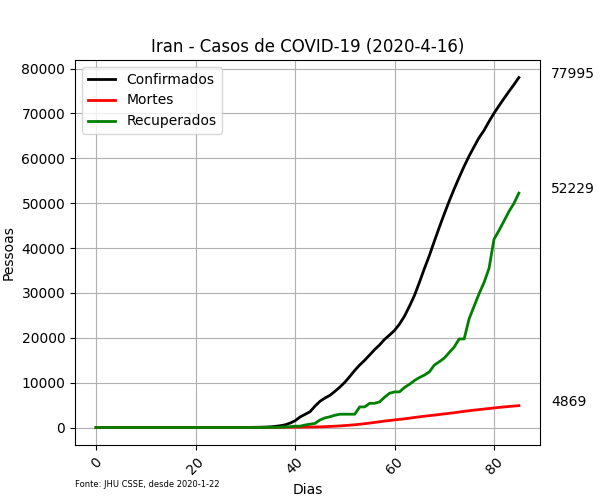 Iran - Casos de COVID-19 (2020-4-16)
Confirmados
Mortes
Recuperados
80000
70000
60000
50000
40000
30000
20000
10000
0
Pessoas
77995
52229
4869
0
20
40
60
80
Dias
Fonte: JHU CSSE, desde 2020-1-22